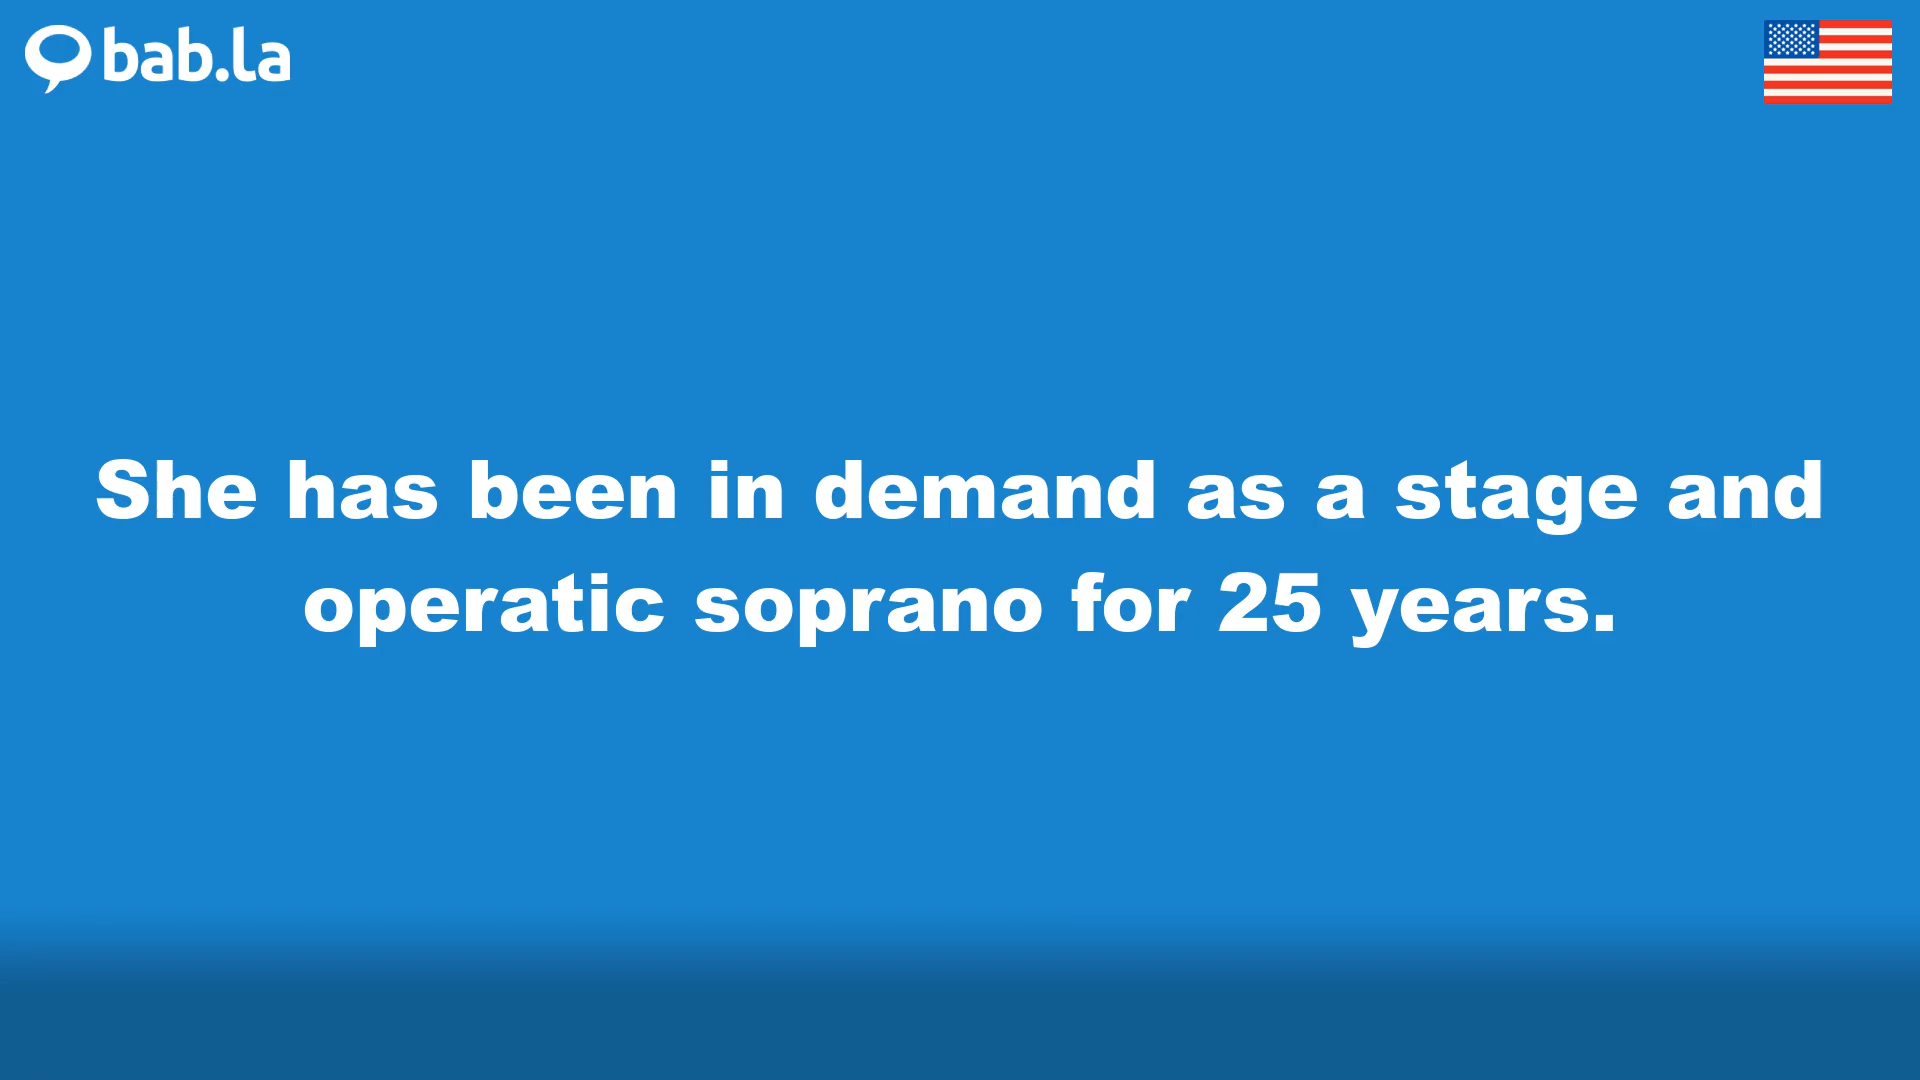 bab.la
She has been in demand as a stage and
operatic soprano for 25 years.